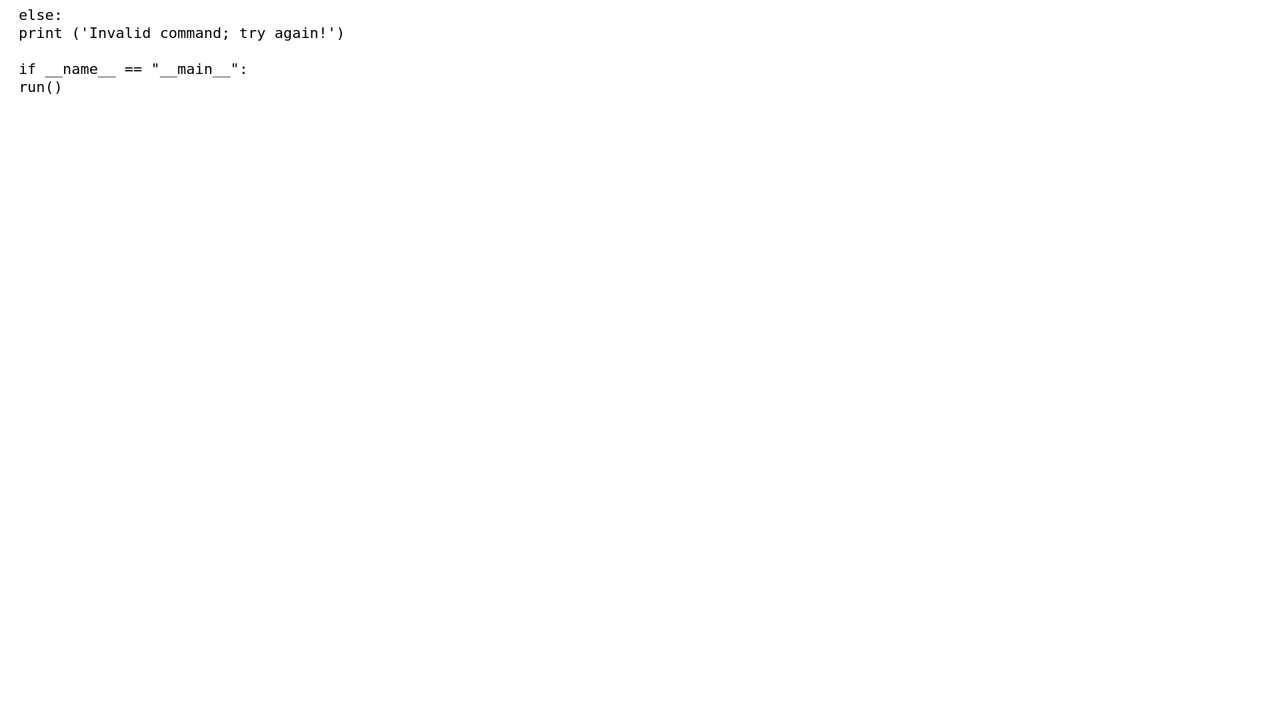 else:
print ('Invalid command; try again!')

if __name__ == "__main__":
run()